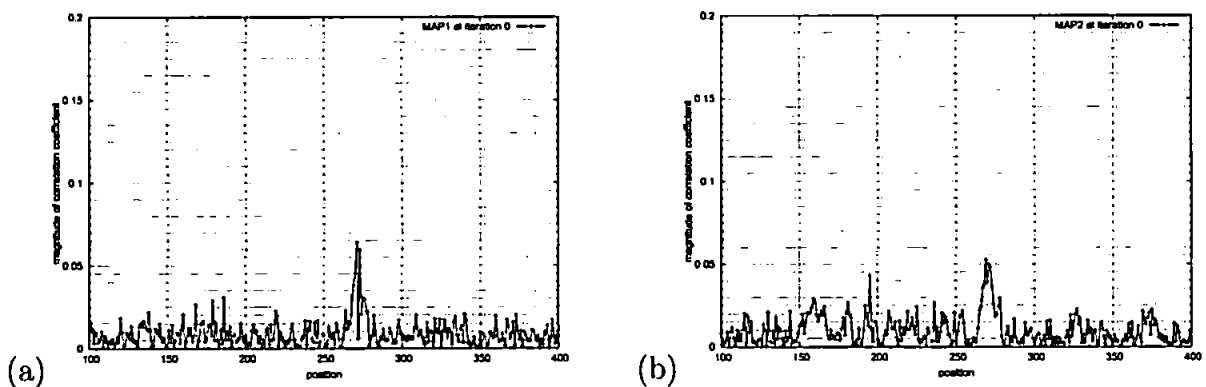 0.2
MAP1 at iteration 0
0.15
0.1
0.05
0
magnitude of correlation coefficient
100 150 200 250 300 350 400
position
(a)
0.2
MAP2 at iteration 0
0.15
0.1
0.05
0
magnitude of correlation coefficient
100 150 200 250 300 350 400
position
(b)